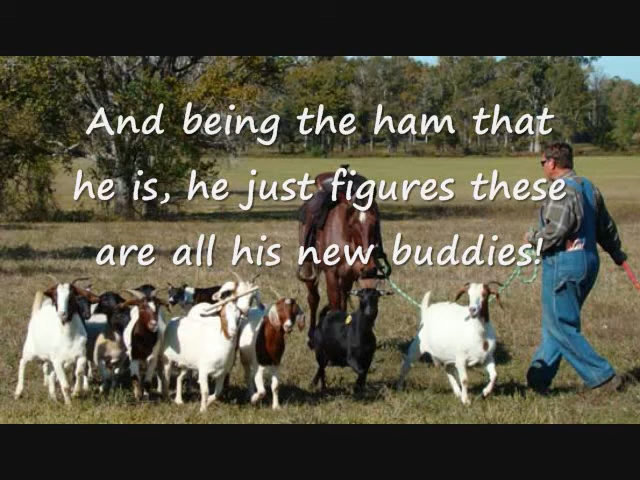 And being the ham that
he is, he just figures these
are all his new buddies!